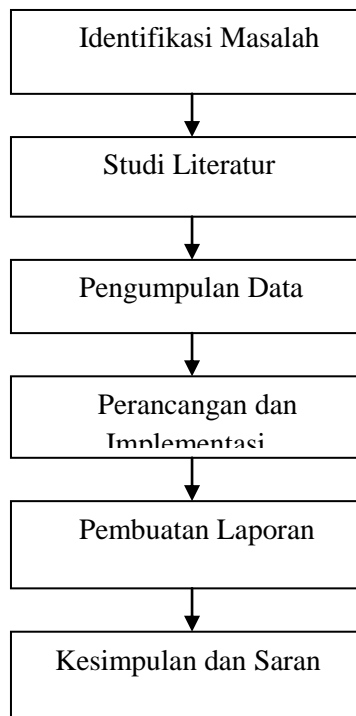 Identifikasi Masalah
Studi Literatur
Pengumpulan Data
Perancangan dan
Implementasi
Pembuatan Laporan
Kesimpulan dan Saran